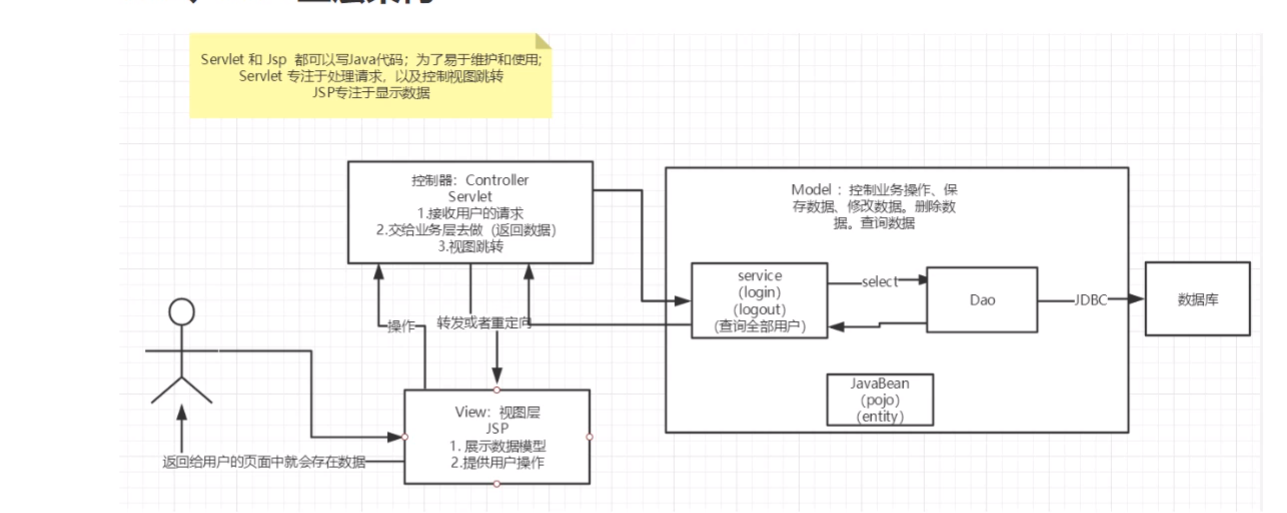 Servlet 和 Jsp 都可以写Java代码；为了易于维护和使用;
Servlet 专注于处理请求，以及控制视图跳转
JSP专注于显示数据
控制器：Controller
Servlet
1.接收用户的请求
2.交给业务层去做（返回数据）
3.视图跳转
Model ：控制业务操作、保
存数据、修改数据。删除数
据。查询数据
service
（login）
（logout）
（查询全部用户）
select
Dao
JDBC
数据库
操作
转发或者重定向
JavaBean
（pojo）
（entity）
View：视图层
JSP
1. 展示数据模型
2.提供用户操作
返回给用户的页面中就会存在数据